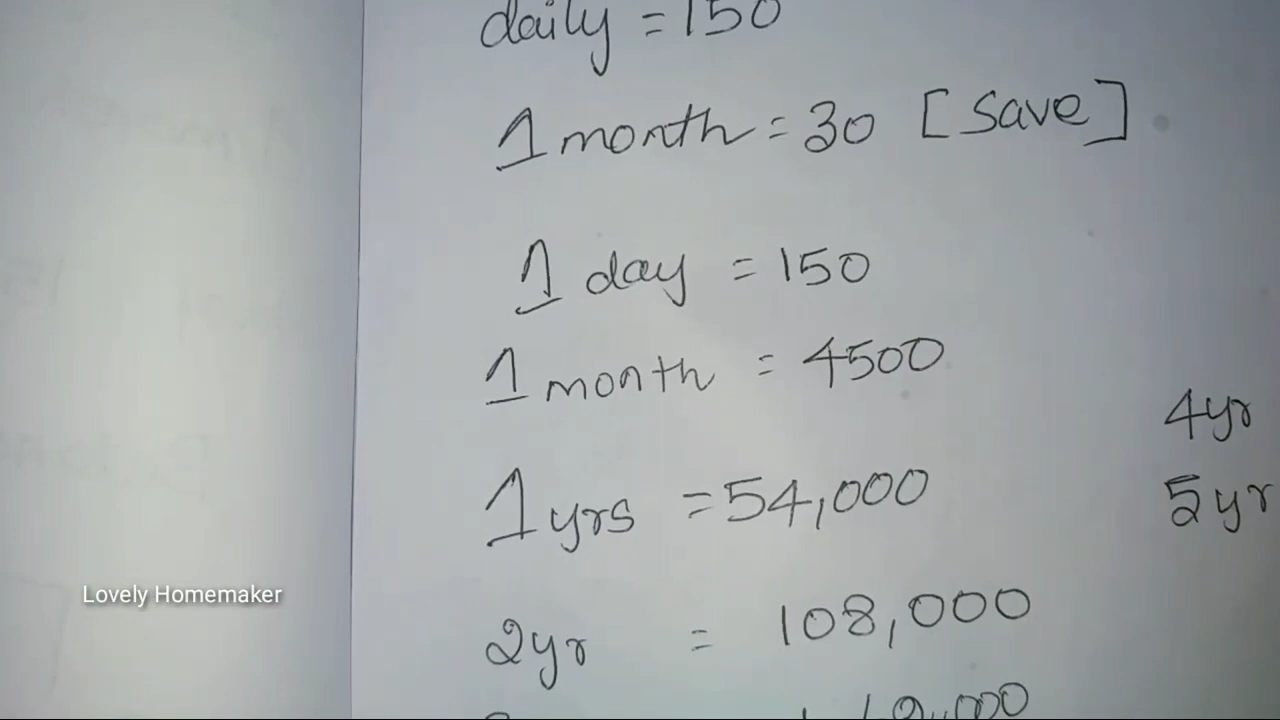 daily = 150
1 month = 30 [save]
1 day = 150
1 month = 4500
4yr
1 yrs = 54,000
5yr
Lovely Homemaker
2yr = 108,000